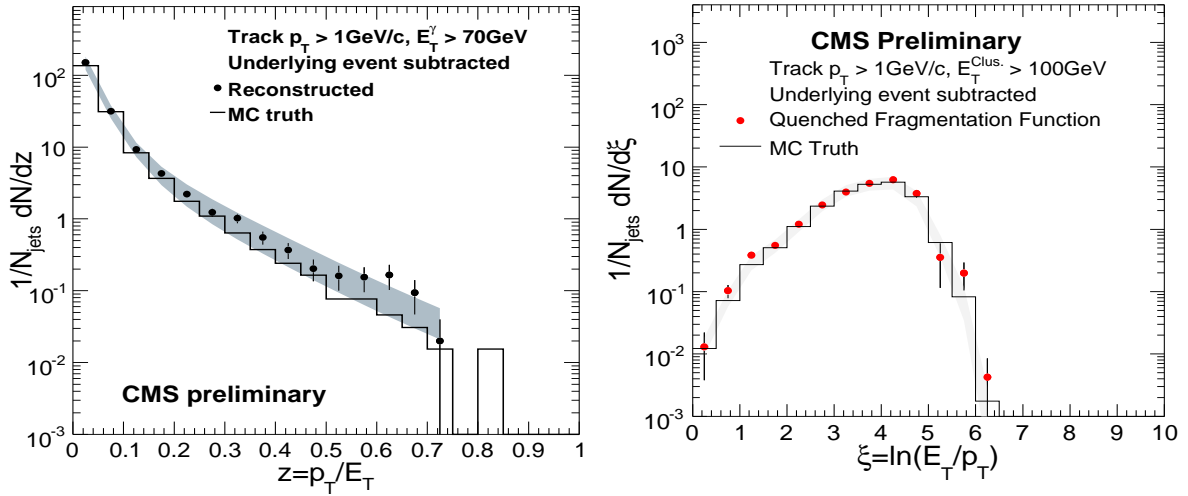 Track p_T > 1GeV/c, E_T^γ > 70GeV
Underlying event subtracted
Reconstructed
MC truth
10^2
10
1
10^-1
10^-2
10^-3
1/N_jets dN/dz
CMS preliminary
0 0.1 0.2 0.3 0.4 0.5 0.6 0.7 0.8 0.9 1
z=p_T/E_T
CMS Preliminary
Track p_T > 1GeV/c, E_T^Clus. > 100GeV
Underlying event subtracted
Quenched Fragmentation Function
MC Truth
10^3
10^2
10
1
10^-1
10^-2
10^-3
1/N_jets dN/dξ
0 1 2 3 4 5 6 7 8 9 10
ξ=ln(E_T/p_T)